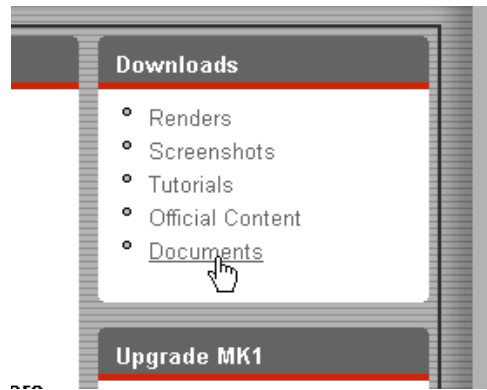 Downloads
Renders
Screenshots
Tutorials
Official Content
Documents
Upgrade MK1